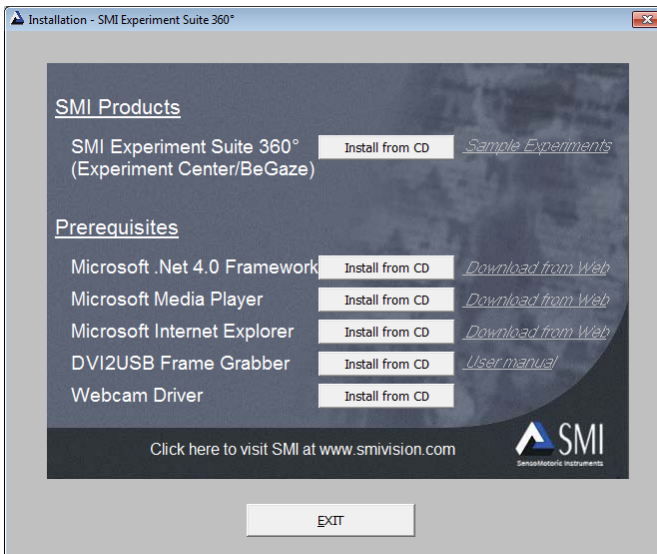 Installation - SMI Experiment Suite 360°
SMI Products
SMI Experiment Suite 360° Install from CD Sample Experiments
(Experiment Center/BeGaze)
Prerequisites
Microsoft .Net 4.0 Framework Install from CD Download from Web
Microsoft Media Player Install from CD Download from Web
Microsoft Internet Explorer Install from CD Download from Web
DVI2USB Frame Grabber Install from CD User manual
Webcam Driver Install from CD
Click here to visit SMI at www.smivision.com
SMI
SensoMotoric Instruments
EXIT